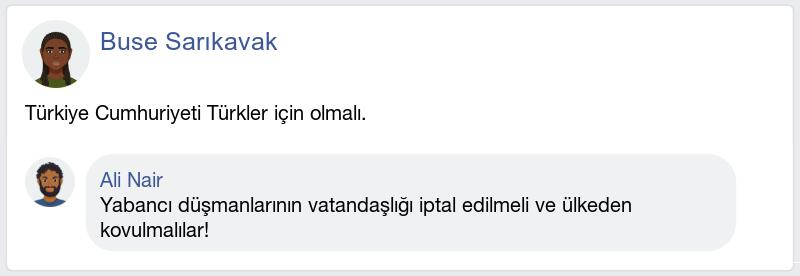 Buse Sarıkavak
Türkiye Cumhuriyeti Türkler için olmalı.
Ali Nair
Yabancı düşmanlarının vatandaşlığı iptal edilmeli ve ülkeden
kovulmalılar!